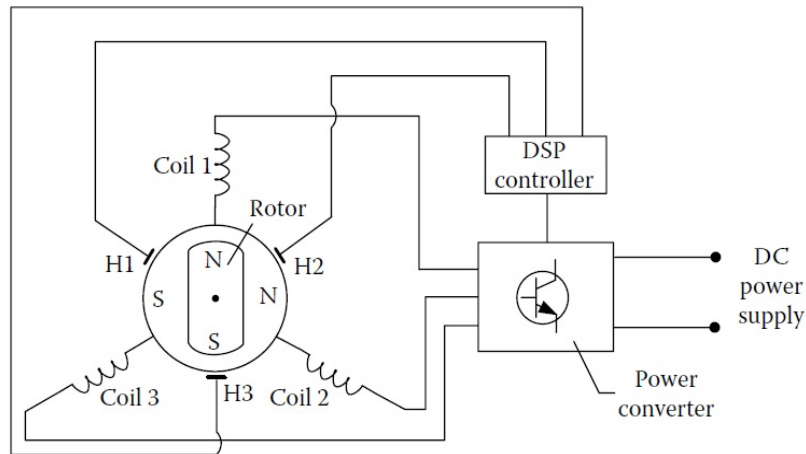 DSP
controller
Coil 1
Rotor
H1
H2
N
S
N
S
DC
power
supply
Coil 3
H3
Coil 2
Power
converter